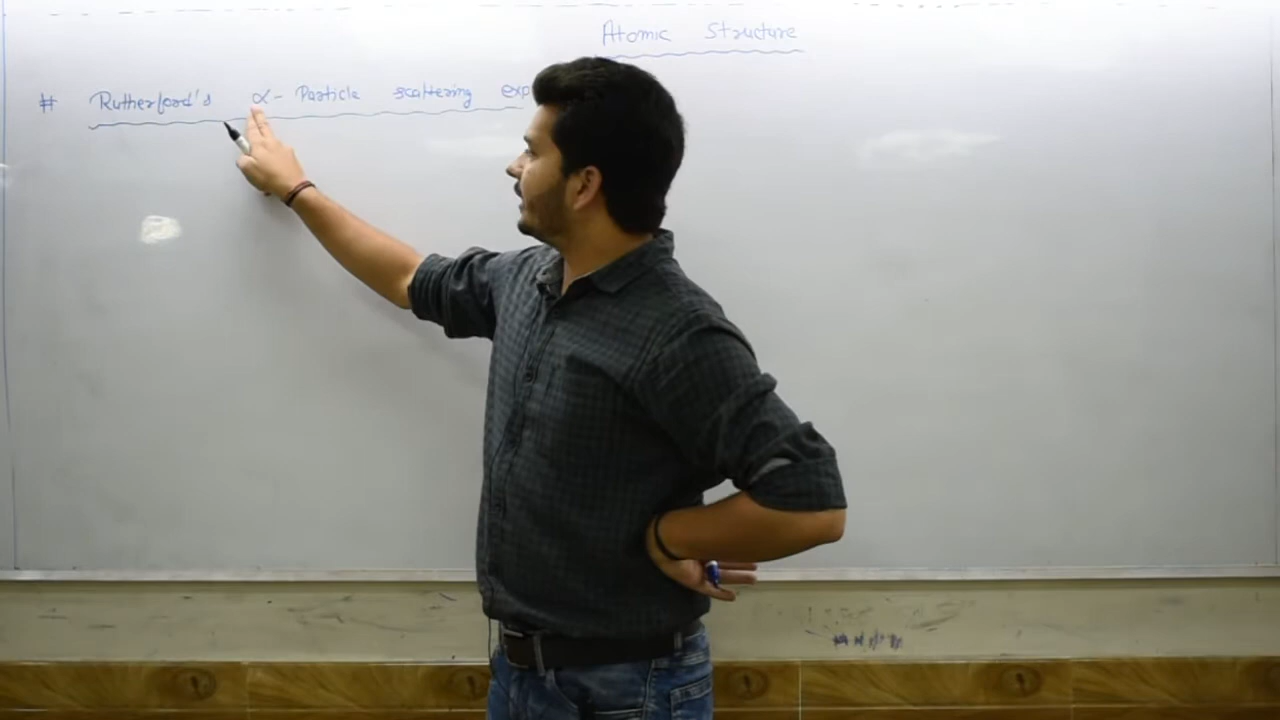 Atomic Structure
# Rutherford's α- Particle scattering exp